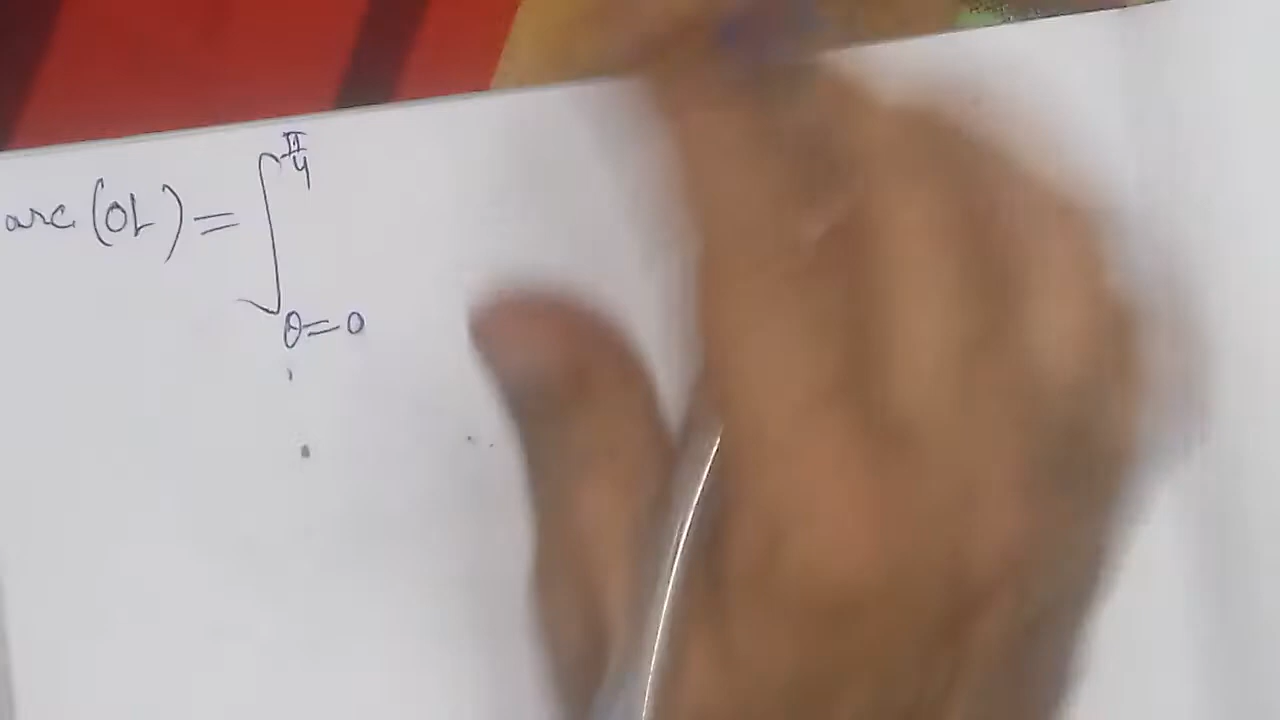 arc (OL) = ∫
π/4
θ=0